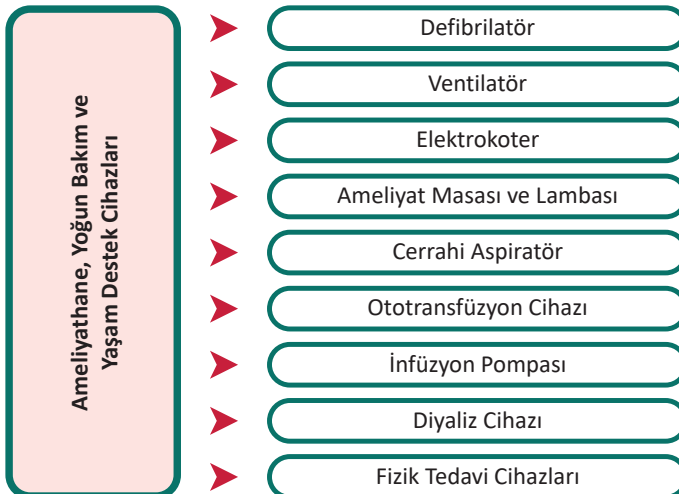 Ameliyathane, Yoğun Bakım ve
Yaşam Destek Cihazları
Defibrilatör
Ventilatör
Elektrokoter
Ameliyat Masası ve Lambası
Cerrahi Aspiratör
Ototransfüzyon Cihazı
İnfüzyon Pompası
Diyaliz Cihazı
Fizik Tedavi Cihazları